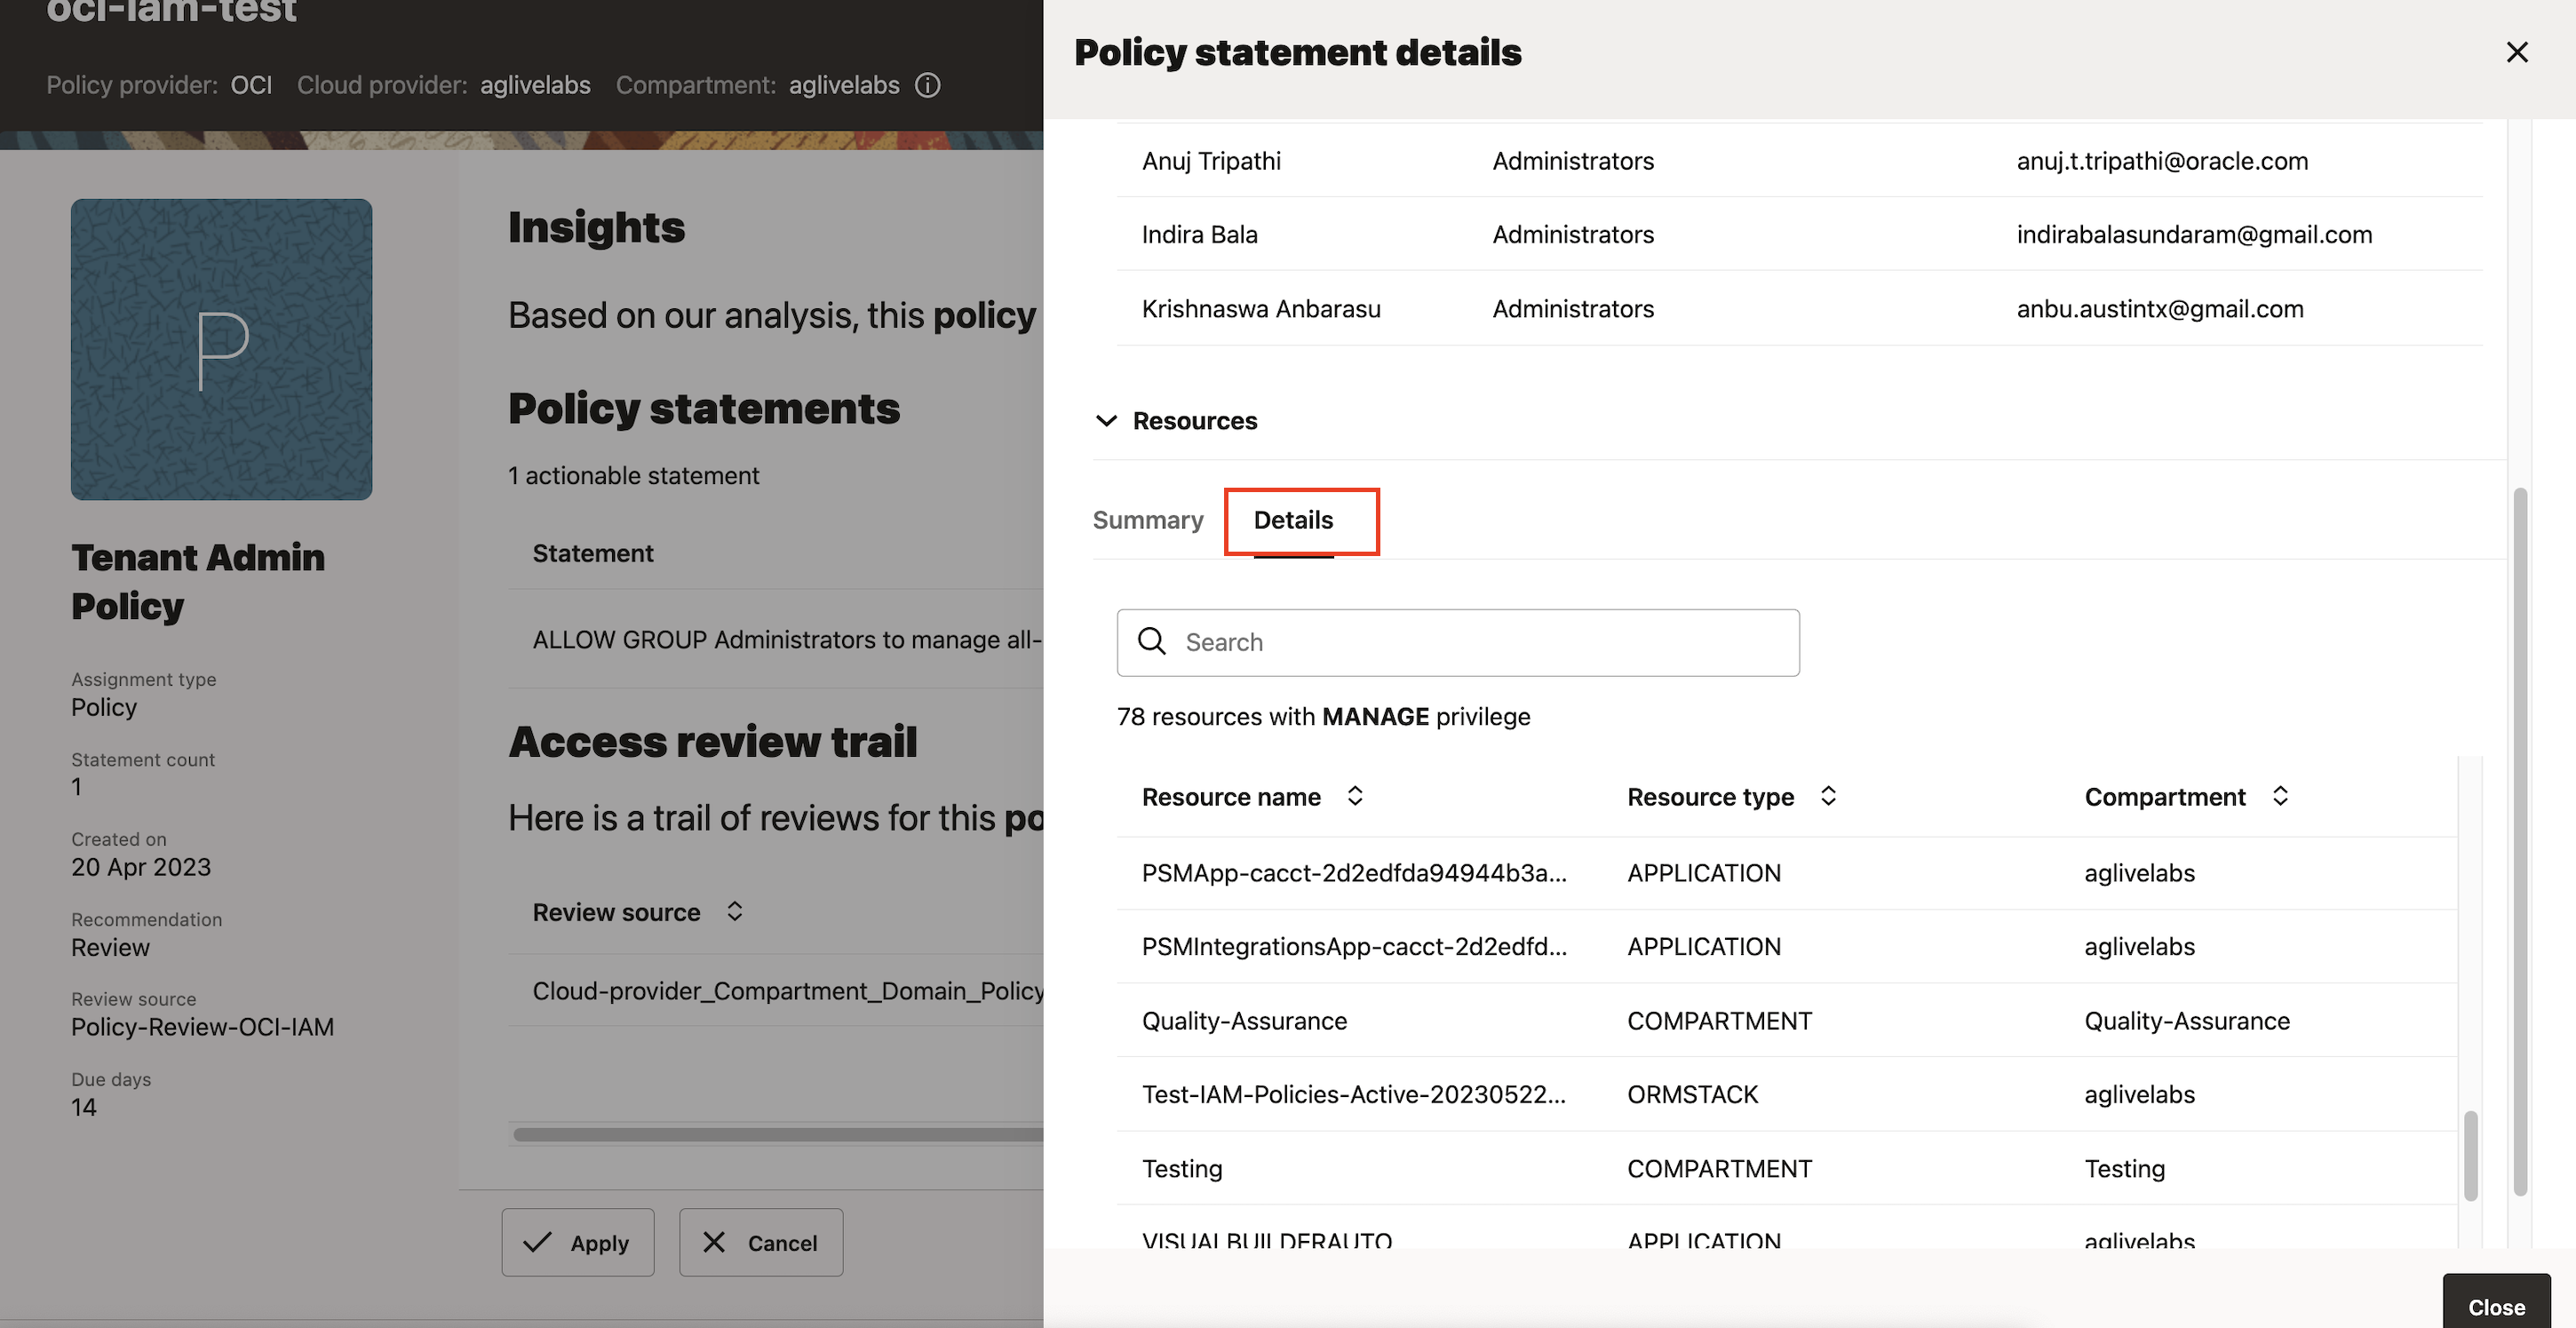 oci-iam-test
Policy provider: OCI Cloud provider: aglivelabs Compartment: aglivelabs
P
Tenant Admin
Policy
Assignment type
Policy
Statement count
1
Created on
20 Apr 2023
Recommendation
Review
Review source
Policy-Review-OCI-IAM
Due days
14
Insights
Based on our analysis, this policy
Policy statements
1 actionable statement
Statement
ALLOW GROUP Administrators to manage all-
Access review trail
Here is a trail of reviews for this po
Review source
Cloud-provider_Compartment_Domain_Policy
Apply
Cancel
Policy statement details
Anuj Tripathi Administrators anuj.t.tripathi@oracle.com
Indira Bala Administrators indirabalasundaram@gmail.com
Krishnaswa Anbarasu Administrators anbu.austintx@gmail.com
Resources
Summary Details
Search
78 resources with MANAGE privilege
Resource name Resource type Compartment
PSMApp-cacct-2d2edfda94944b3a... APPLICATION aglivelabs
PSMIntegrationsApp-cacct-2d2edfd... APPLICATION aglivelabs
Quality-Assurance COMPARTMENT Quality-Assurance
Test-IAM-Policies-Active-20230522... ORMSTACK aglivelabs
Testing COMPARTMENT Testing
VISUALBUILDERAUTO APPLICATION aglivelabs
Close